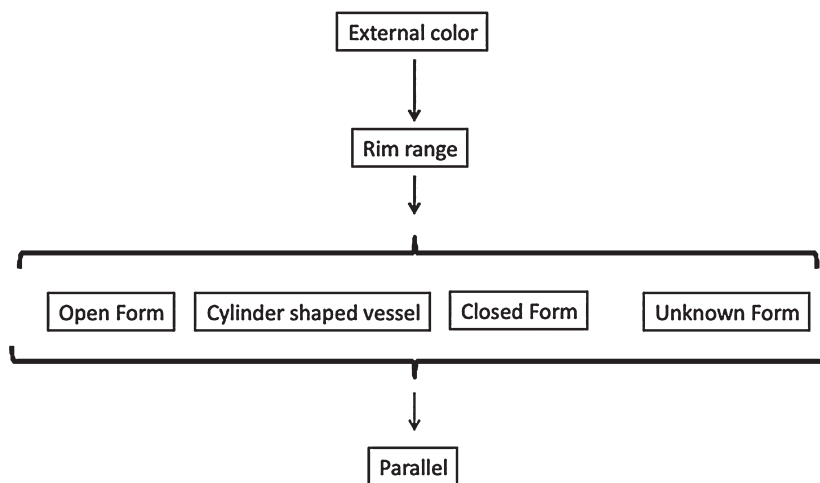 External color
Rim range
Open Form
Cylinder shaped vessel
Closed Form
Unknown Form
Parallel